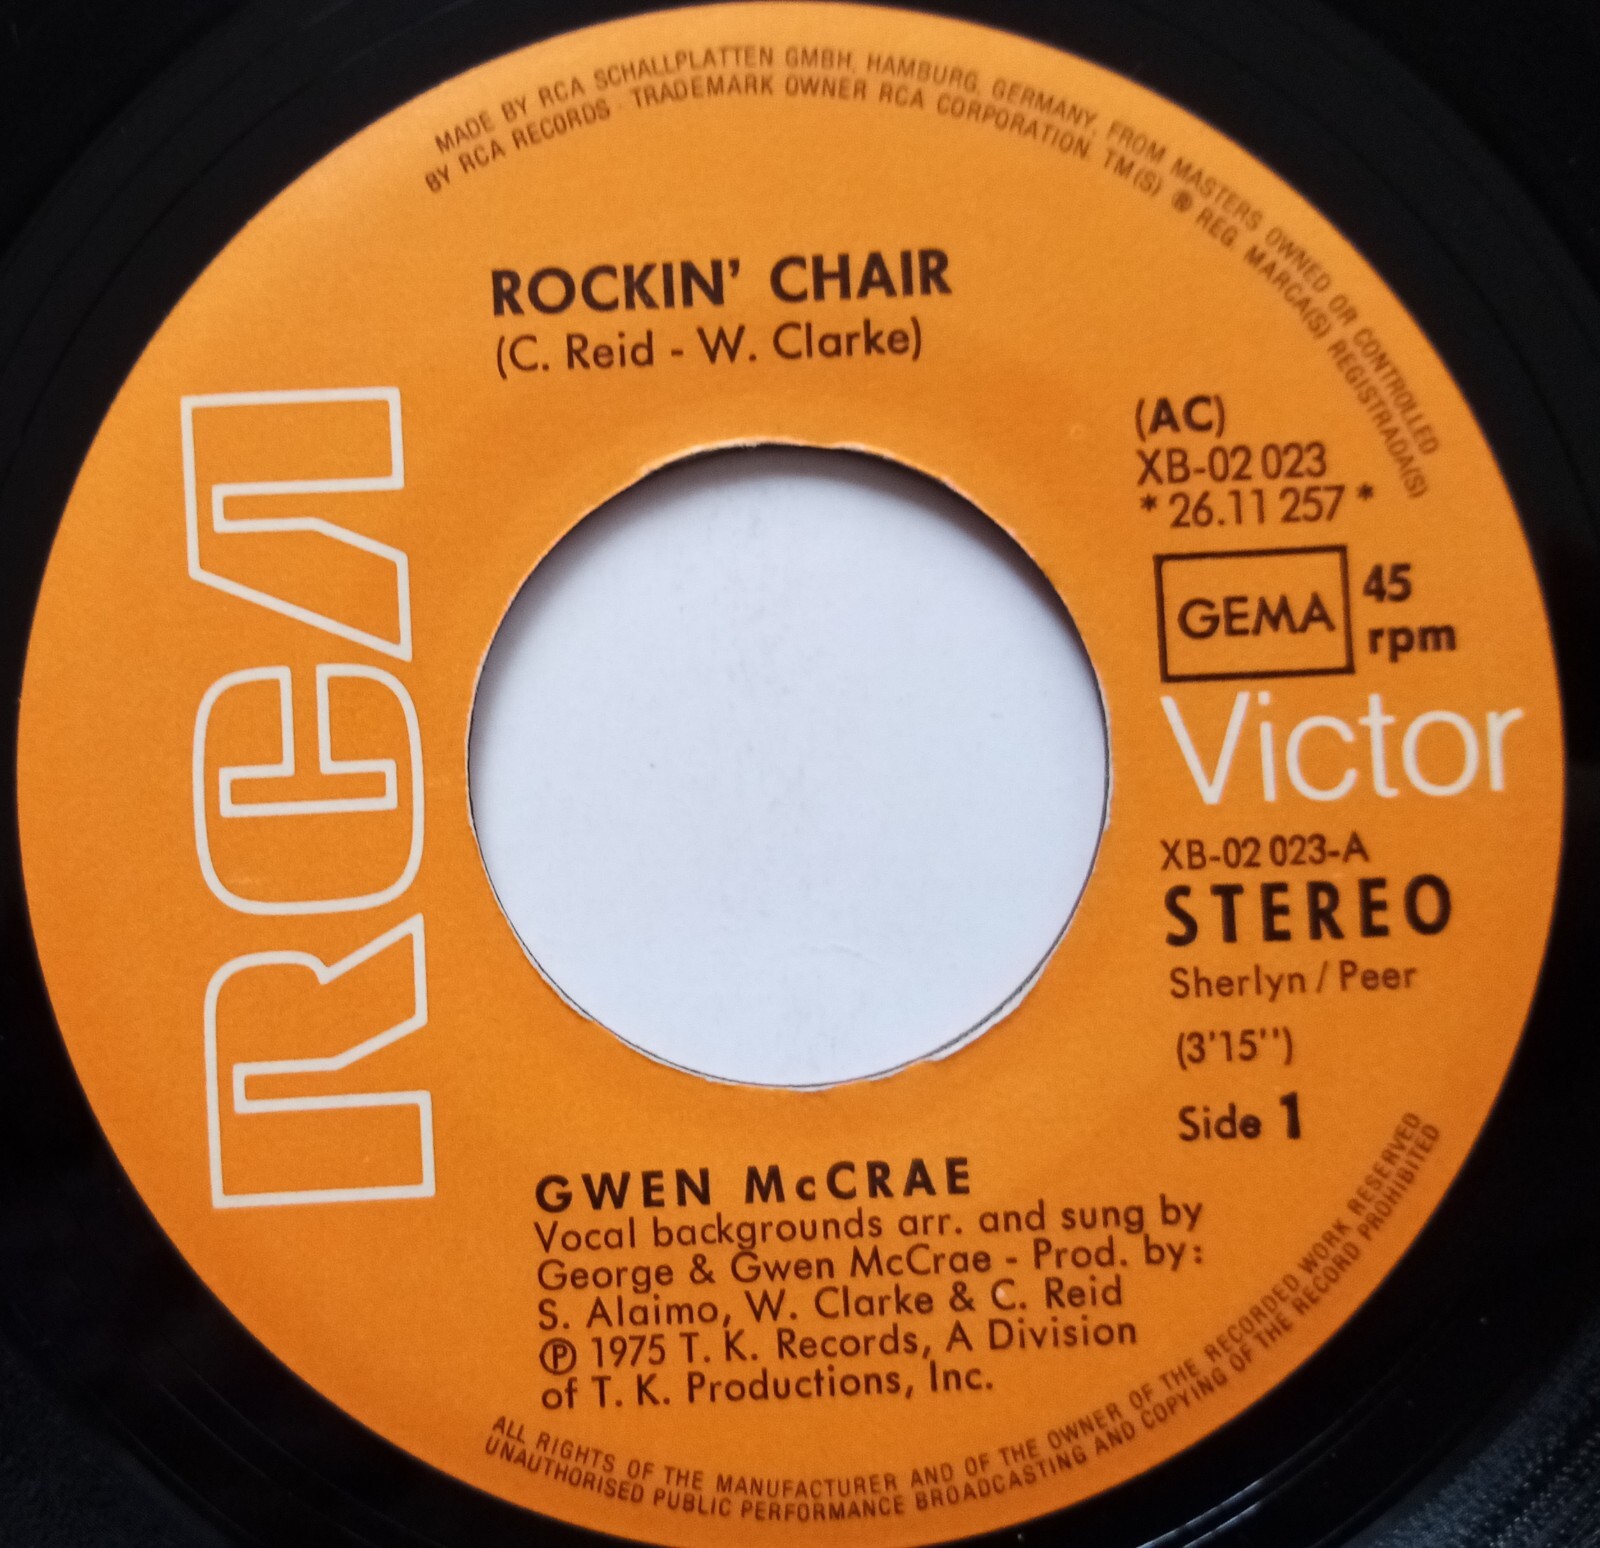 MADE BY RCA SCHALLPLATTEN GMBH, HAMBURG, GERMANY, FROM MASTERS OWNED OR CONTROLLED
BY RCA RECORDS · TRADEMARK OWNER RCA CORPORATION. TM(S) ® REG. MARCA(S) REGISTRADA(S)
ROCKIN' CHAIR
(C. Reid - W. Clarke)
RCA
(AC)
XB-02 023
* 26.11 257 *
GEMA
45
rpm
Victor
XB-02 023-A
STEREO
Sherlyn / Peer
(3'15'')
Side 1
GWEN McCRAE
Vocal backgrounds arr. and sung by
George & Gwen McCrae - Prod. by:
S. Alaimo, W. Clarke & C. Reid
℗ 1975 T. K. Records, A Division
of T. K. Productions, Inc.
ALL RIGHTS OF THE MANUFACTURER AND OF THE OWNER OF THE RECORDED WORK RESERVED
UNAUTHORISED PUBLIC PERFORMANCE BROADCASTING AND COPYING OF THE RECORD PROHIBITED